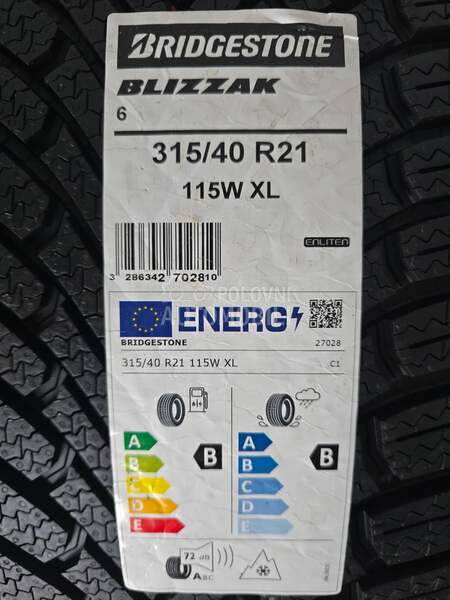 BRIDGESTONE
BLIZZAK
6
315/40 R21
115W XL
ENLITEN
3 286342 702810
POLOVNI
ENERG
BRIDGESTONE 27028
315/40 R21 115W XL C1
A A
B B B B
C C
D D
E E
72 dB
ABC